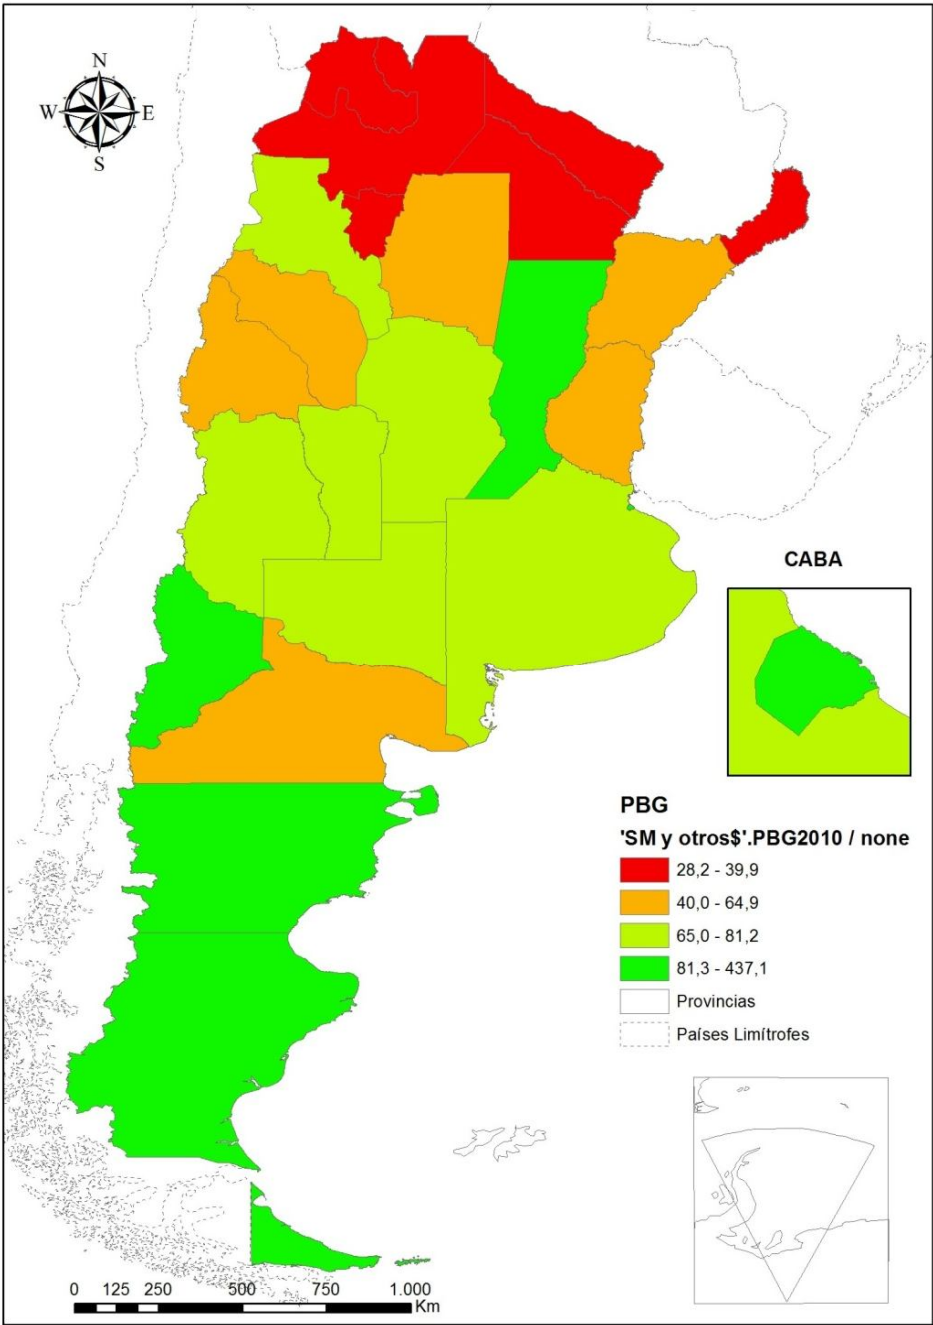 N
W E
S
CABA
PBG
'SM y otros$'.PBG2010 / none
28,2 - 39,9
40,0 - 64,9
65,0 - 81,2
81,3 - 437,1
Provincias
Países Limítrofes
0 125 250 500 750 1.000
Km